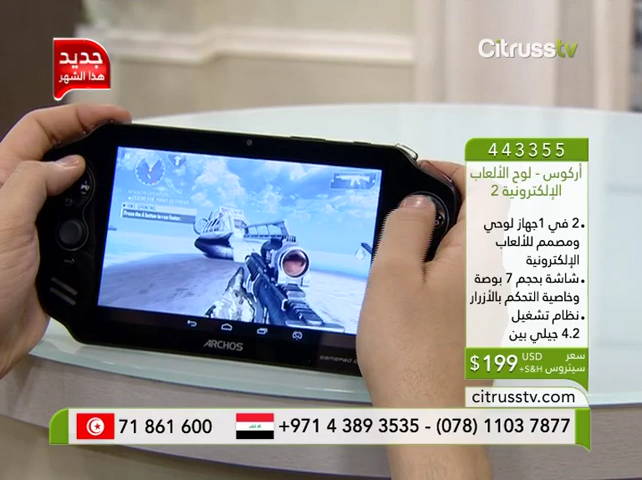 جديد
هذا الشهر
Citrusstv
443355
أركوس - لوح الألعاب
الإلكترونية 2
2 في 1جهاز لوحي
ومصمم للألعاب
الإلكترونية
شاشة بحجم 7 بوصة
وخاصية التحكم بالأزرار
نظام تشغيل
4.2 جيلي بين
سعر
سيتروس
USD
+S&H
$199
citrusstv.com
ARCHOS
GAMEPAD
71 861 600
+971 4 389 3535 - (078) 1103 7877